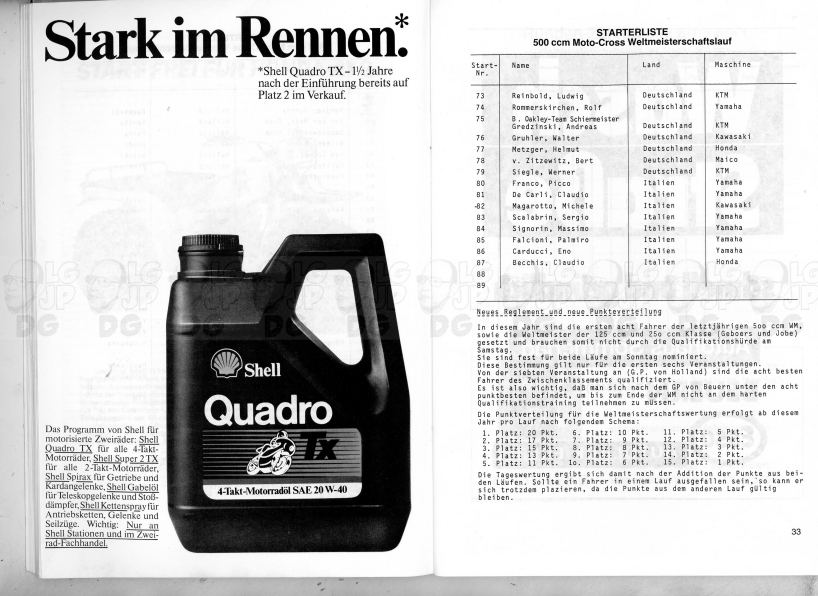 Stark im Rennen.*
*Shell Quadro TX – 1½ Jahre
nach der Einführung bereits auf
Platz 2 im Verkauf.
Shell
Quadro
TX
4-Takt-Motorradöl SAE 20 W-40
Das Programm von Shell für
motorisierte Zweiräder: Shell
Quadro TX für alle 4-Takt-
Motorräder, Shell Super 2 TX
für alle 2-Takt-Motorräder,
Shell Spirax für Getriebe und
Kardangelenke, Shell Gabelöl
für Teleskopgelenke und Stoß-
dämpfer, Shell Kettenspray für
Antriebsketten, Gelenke und
Seilzüge. Wichtig: Nur an
Shell Stationen und im Zwei-
rad-Fachhandel.
STARTERLISTE
500 ccm Moto-Cross Weltmeisterschaftslauf
Start-Nr. Name Land Maschine
73 Reinbold, Ludwig Deutschland KTM
74 Rommerskirchen, Rolf Deutschland Yamaha
75 B. Oakley-Team Schiermeister
Gredzinski, Andreas Deutschland KTM
76 Gruhler, Walter Deutschland Kawasaki
77 Metzger, Helmut Deutschland Honda
78 v. Zitzewitz, Bert Deutschland Maico
79 Siegle, Werner Deutschland KTM
80 Franco, Picco Italien Yamaha
81 De Carli, Claudio Italien Yamaha
82 Magarotto, Michele Italien Kawasaki
83 Scalabrin, Sergio Italien Yamaha
84 Signorin, Massimo Italien Yamaha
85 Falcioni, Palmiro Italien Yamaha
86 Carducci, Eno Italien Yamaha
87 Becchis, Claudio Italien Honda
88
89
Neues Reglement und neue Punkteverteilung
In diesem Jahr sind die ersten acht Fahrer der letztjährigen 5oo ccm WM,
sowie die Weltmeister der 125 ccm und 25o ccm Klasse (Geboers und Jobe)
gesetzt und brauchen somit nicht durch die Qualifikationshürde am
Samstag.
Sie sind fest für beide Läufe am Sonntag nominiert.
Diese Bestimmung gilt nur für die ersten sechs Veranstaltungen.
Von der siebten Veranstaltung an (G.P. von Holland) sind die acht besten
Fahrer des Zwischenklassements qualifiziert.
Es ist also wichtig, daß man sich nach dem GP von Beuern unter den acht
punktbesten befindet, um bis zum Ende der WM nicht an dem harten
Qualifikationstraining teilnehmen zu müssen.
Die Punktverteilung für die Weltmeisterschaftswertung erfolgt ab diesem
Jahr pro Lauf nach folgendem Schema:
1. Platz: 20 Pkt. 6. Platz: 10 Pkt. 11. Platz: 5 Pkt.
2. Platz: 17 Pkt. 7. Platz: 9 Pkt. 12. Platz: 4 Pkt.
3. Platz: 15 Pkt. 8. Platz: 8 Pkt. 13. Platz: 3 Pkt.
4. Platz: 13 Pkt. 9. Platz: 7 Pkt. 14. Platz: 2 Pkt.
5. Platz: 11 Pkt. 1o. Platz: 6 Pkt. 15. Platz: 1 Pkt.
Die Tageswertung ergibt sich damit nach der Addition der Punkte aus bei-
den Läufen. Sollte ein Fahrer in einem Lauf ausgefallen sein, so kann er
sich trotzdem plazieren, da die Punkte aus dem anderen Lauf gültig
bleiben.
33